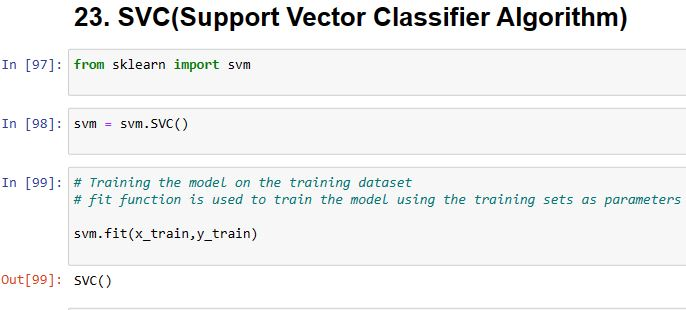 23. SVC(Support Vector Classifier Algorithm)
In [97]: from sklearn import svm
In [98]: svm = svm.SVC()
In [99]: # Training the model on the training dataset
# fit function is used to train the model using the training sets as parameters
svm.fit(x_train,y_train)
Out[99]: SVC()